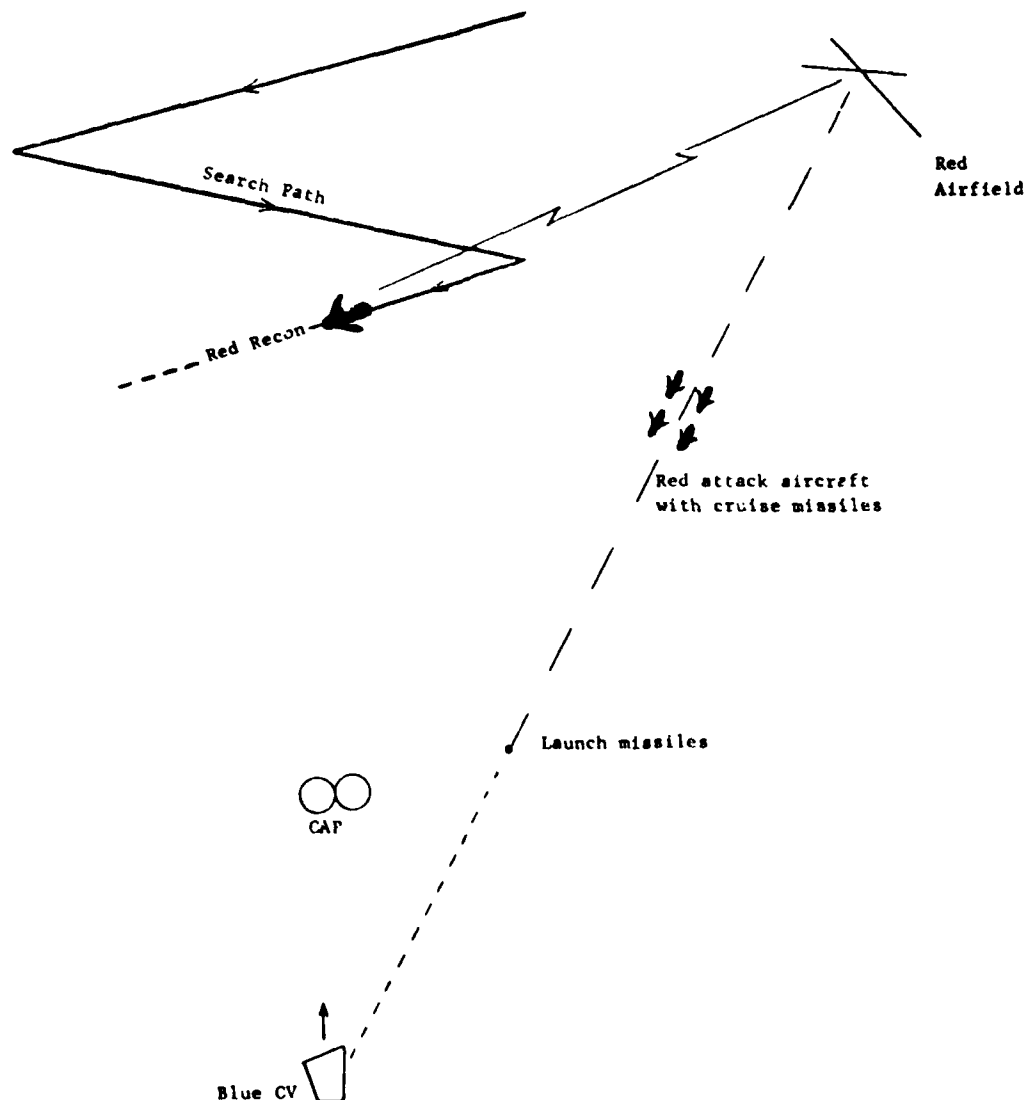 Red
Airfield
Search Path
Red Recon
Red attack aircraft
with cruise missiles
Launch missiles
CAP
Blue CV